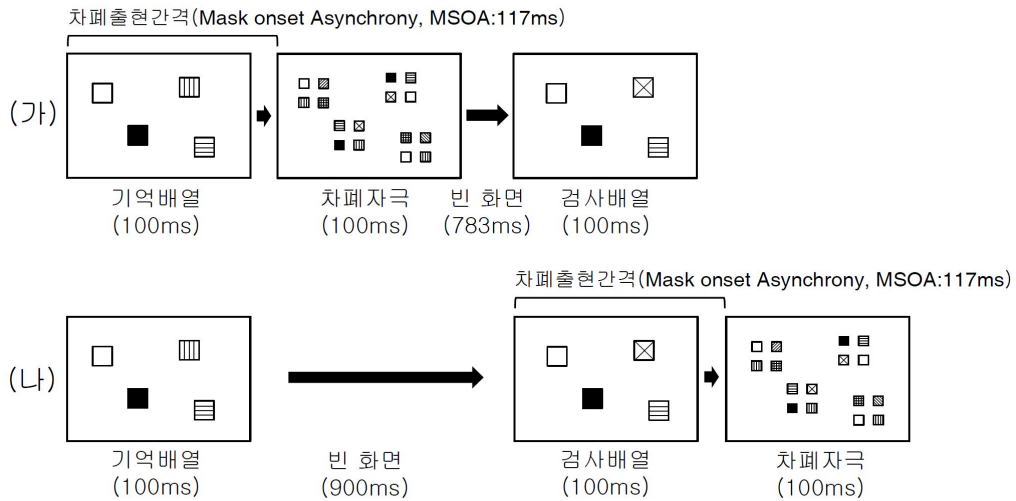 차폐출현간격(Mask onset Asynchrony, MSOA:117ms)
(가)
기억배열 차폐자극 빈 화면 검사배열
(100ms) (100ms) (783ms) (100ms)
차폐출현간격(Mask onset Asynchrony, MSOA:117ms)
(나)
기억배열 빈 화면 검사배열 차폐자극
(100ms) (900ms) (100ms) (100ms)